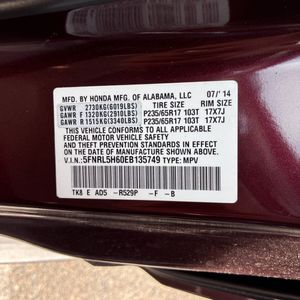 MFD. BY HONDA MFG. OF ALABAMA, LLC 07/'14
GVWR 2730KG(6019LBS) TIRE SIZE RIM SIZE
GAWR F 1320KG(2910LBS) P235/65R17 103T 17X7J
GAWR R 1515KG(3340LBS) P235/65R17 103T 17X7J
THIS VEHICLE CONFORMS TO ALL APPLICABLE
FEDERAL MOTOR VEHICLE SAFETY AND
THEFT PREVENTION STANDARDS IN EFFECT ON
THE DATE OF MANUFACTURE SHOWN ABOVE.
V.I.N.:5FNRL5H60EB135749 TYPE:MPV
TK8 E AD5 -R529P -F -B